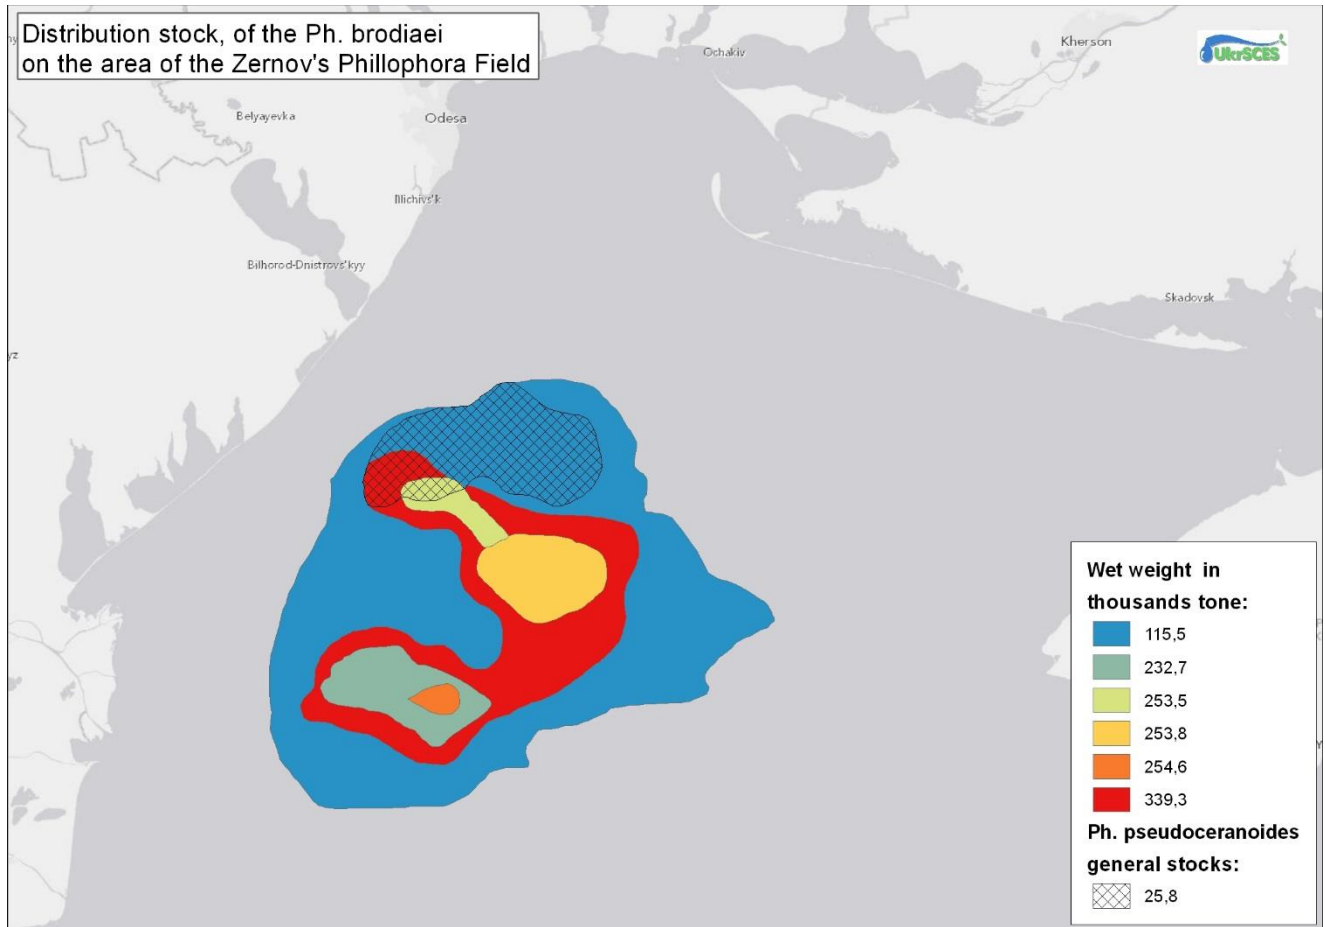 Distribution stock, of the Ph. brodiaei
on the area of the Zernov's Phillophora Field
Ochakiv
Kherson
UkrSCES
Belyayevka
Odesa
Illichivs'k
Bilhorod-Dnistrovs'kyy
Skadovsk
yz
Wet weight in
thousands tone:
115,5
232,7
253,5
253,8
254,6
339,3
Ph. pseudoceranoides
general stocks:
25,8